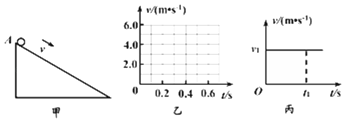 A
v
甲
v/(m·s⁻¹)
6.0
4.0
2.0
0
0.2
0.4
0.6
t/s
乙
v/(m·s⁻¹)
v₁
O
t₁
t/s
丙